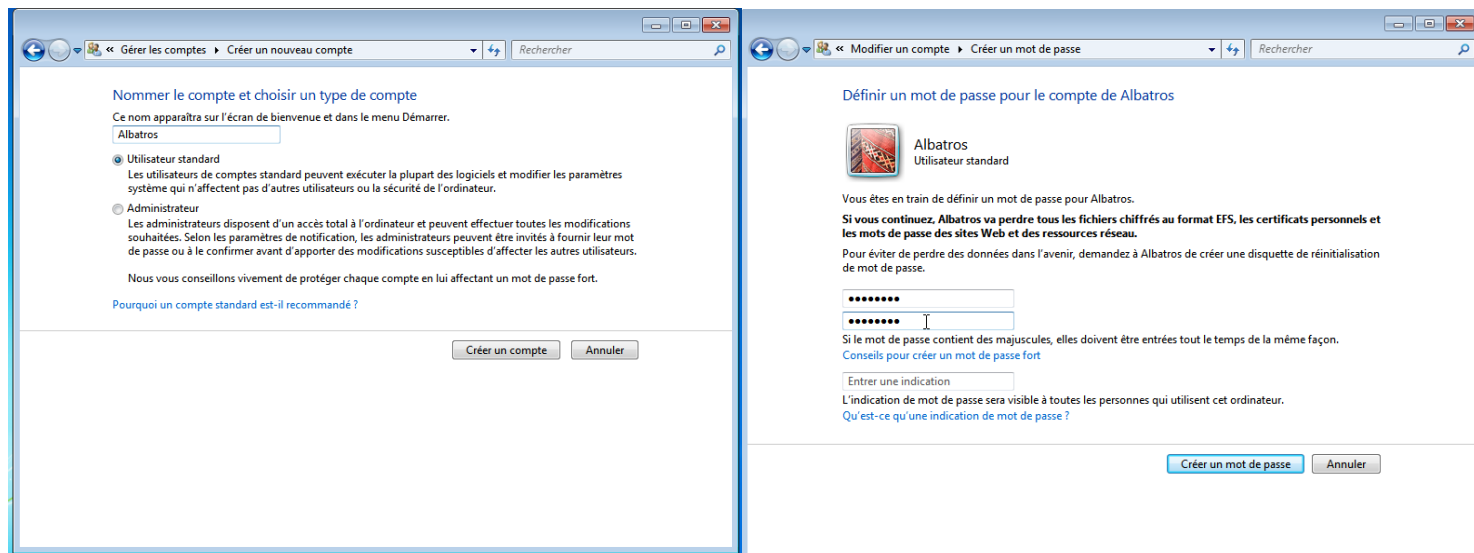 « Gérer les comptes ▸ Créer un nouveau compte
Rechercher
Nommer le compte et choisir un type de compte
Ce nom apparaîtra sur l'écran de bienvenue et dans le menu Démarrer.
Albatros
Utilisateur standard
Les utilisateurs de comptes standard peuvent exécuter la plupart des logiciels et modifier les paramètres
système qui n'affectent pas d'autres utilisateurs ou la sécurité de l'ordinateur.
Administrateur
Les administrateurs disposent d'un accès total à l'ordinateur et peuvent effectuer toutes les modifications
souhaitées. Selon les paramètres de notification, les administrateurs peuvent être invités à fournir leur mot
de passe ou à le confirmer avant d'apporter des modifications susceptibles d'affecter les autres utilisateurs.
Nous vous conseillons vivement de protéger chaque compte en lui affectant un mot de passe fort.
Pourquoi un compte standard est-il recommandé ?
Créer un compte
Annuler
« Modifier un compte ▸ Créer un mot de passe
Rechercher
Définir un mot de passe pour le compte de Albatros
Albatros
Utilisateur standard
Vous êtes en train de définir un mot de passe pour Albatros.
Si vous continuez, Albatros va perdre tous les fichiers chiffrés au format EFS, les certificats personnels et
les mots de passe des sites Web et des ressources réseau.
Pour éviter de perdre des données dans l'avenir, demandez à Albatros de créer une disquette de réinitialisation
de mot de passe.
●●●●●●●●
●●●●●●●●
Si le mot de passe contient des majuscules, elles doivent être entrées tout le temps de la même façon.
Conseils pour créer un mot de passe fort
Entrer une indication
L'indication de mot de passe sera visible à toutes les personnes qui utilisent cet ordinateur.
Qu'est-ce qu'une indication de mot de passe ?
Créer un mot de passe
Annuler